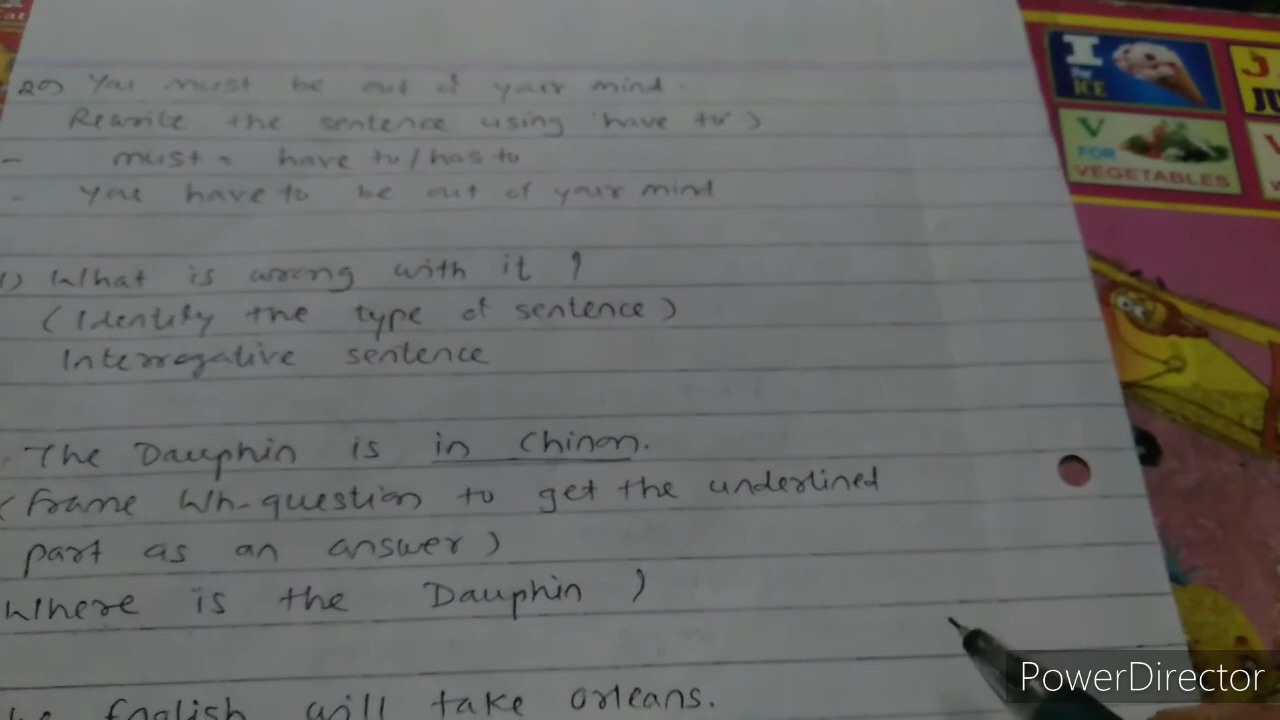 20) You must be out of your mind.
Rewrite the sentence using 'have to')
- must = have to/has to
- You have to be out of your mind
1) What is wrong with it ?
(Identify the type of sentence)
Interrogative sentence
The Dauphin is in Chinon.
(Frame Wh-question to get the underlined
part as an answer)
Where is the Dauphin )
English will take orleans.
I
ICE
V
FOR
VEGETABLES
PowerDirector